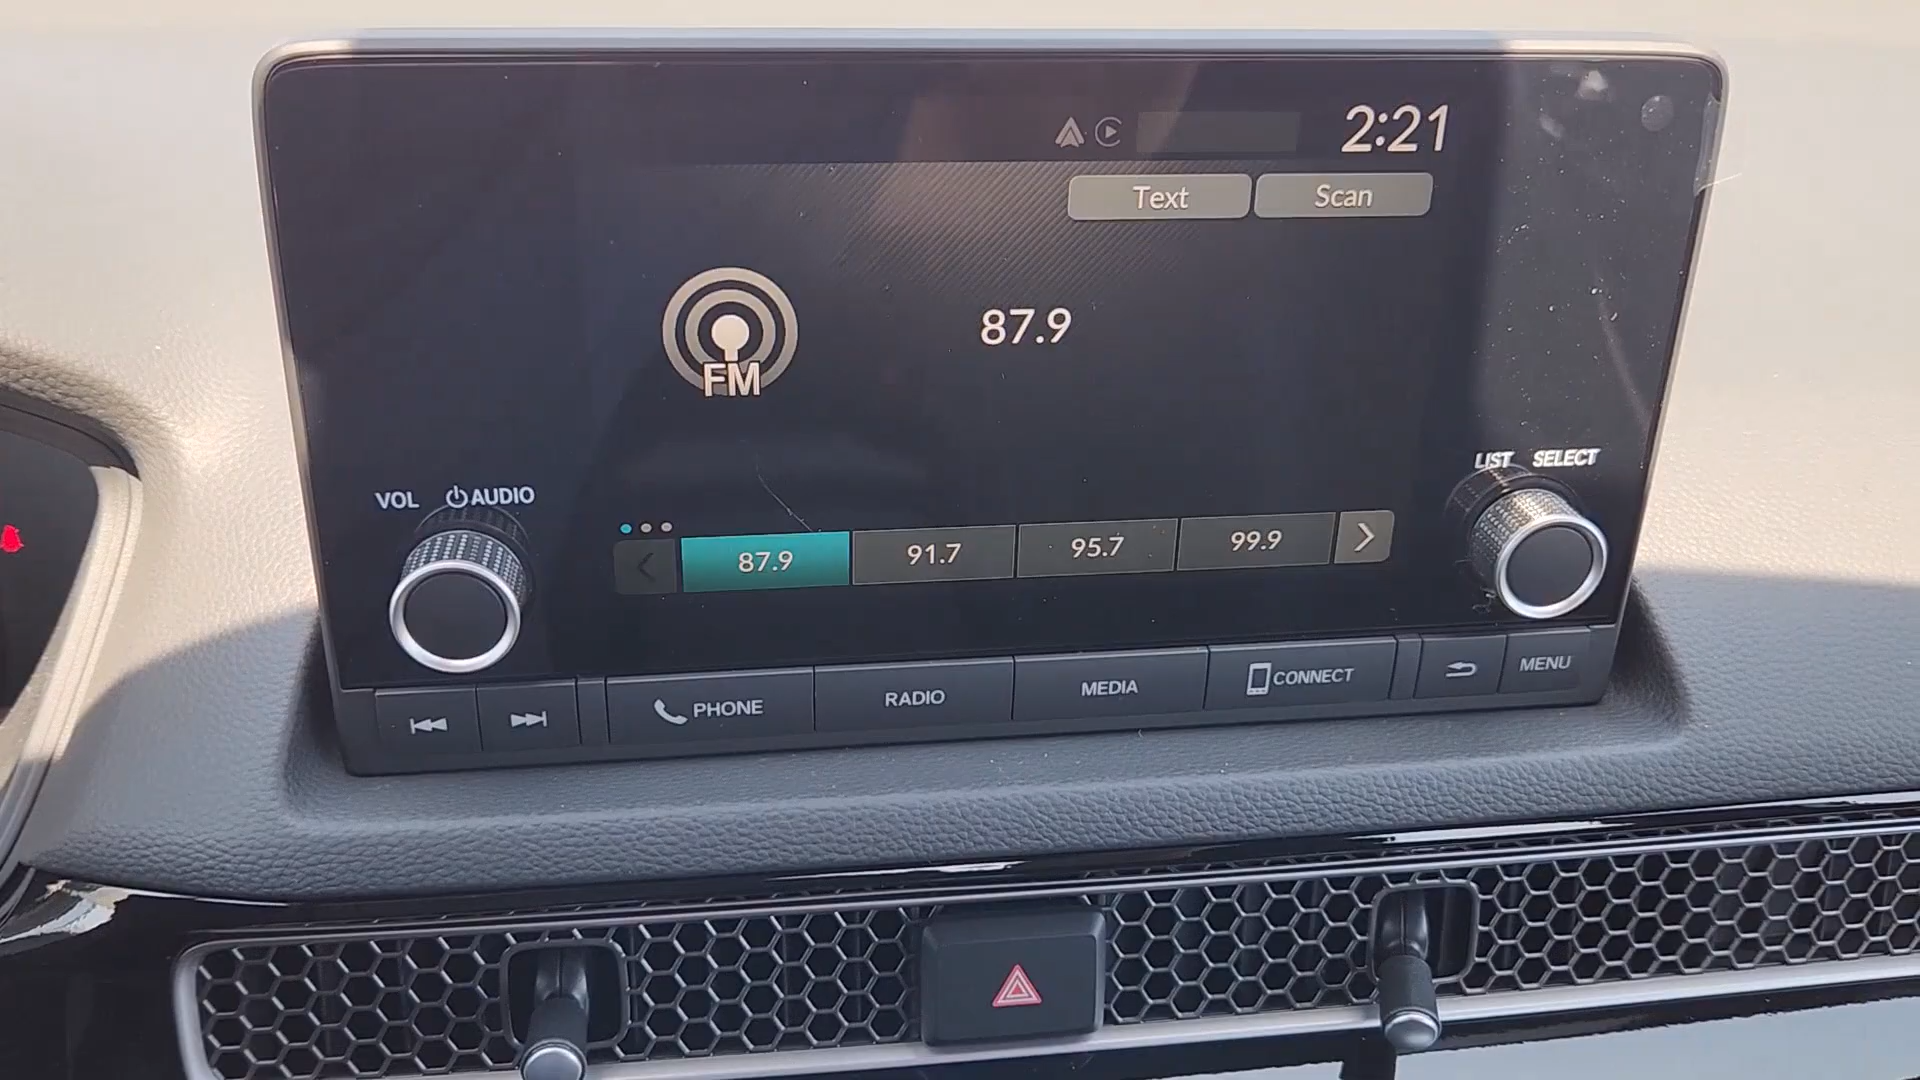 2:21
Text Scan
FM
87.9
VOL AUDIO
LIST SELECT
87.9 91.7 95.7 99.9
PHONE RADIO MEDIA CONNECT MENU